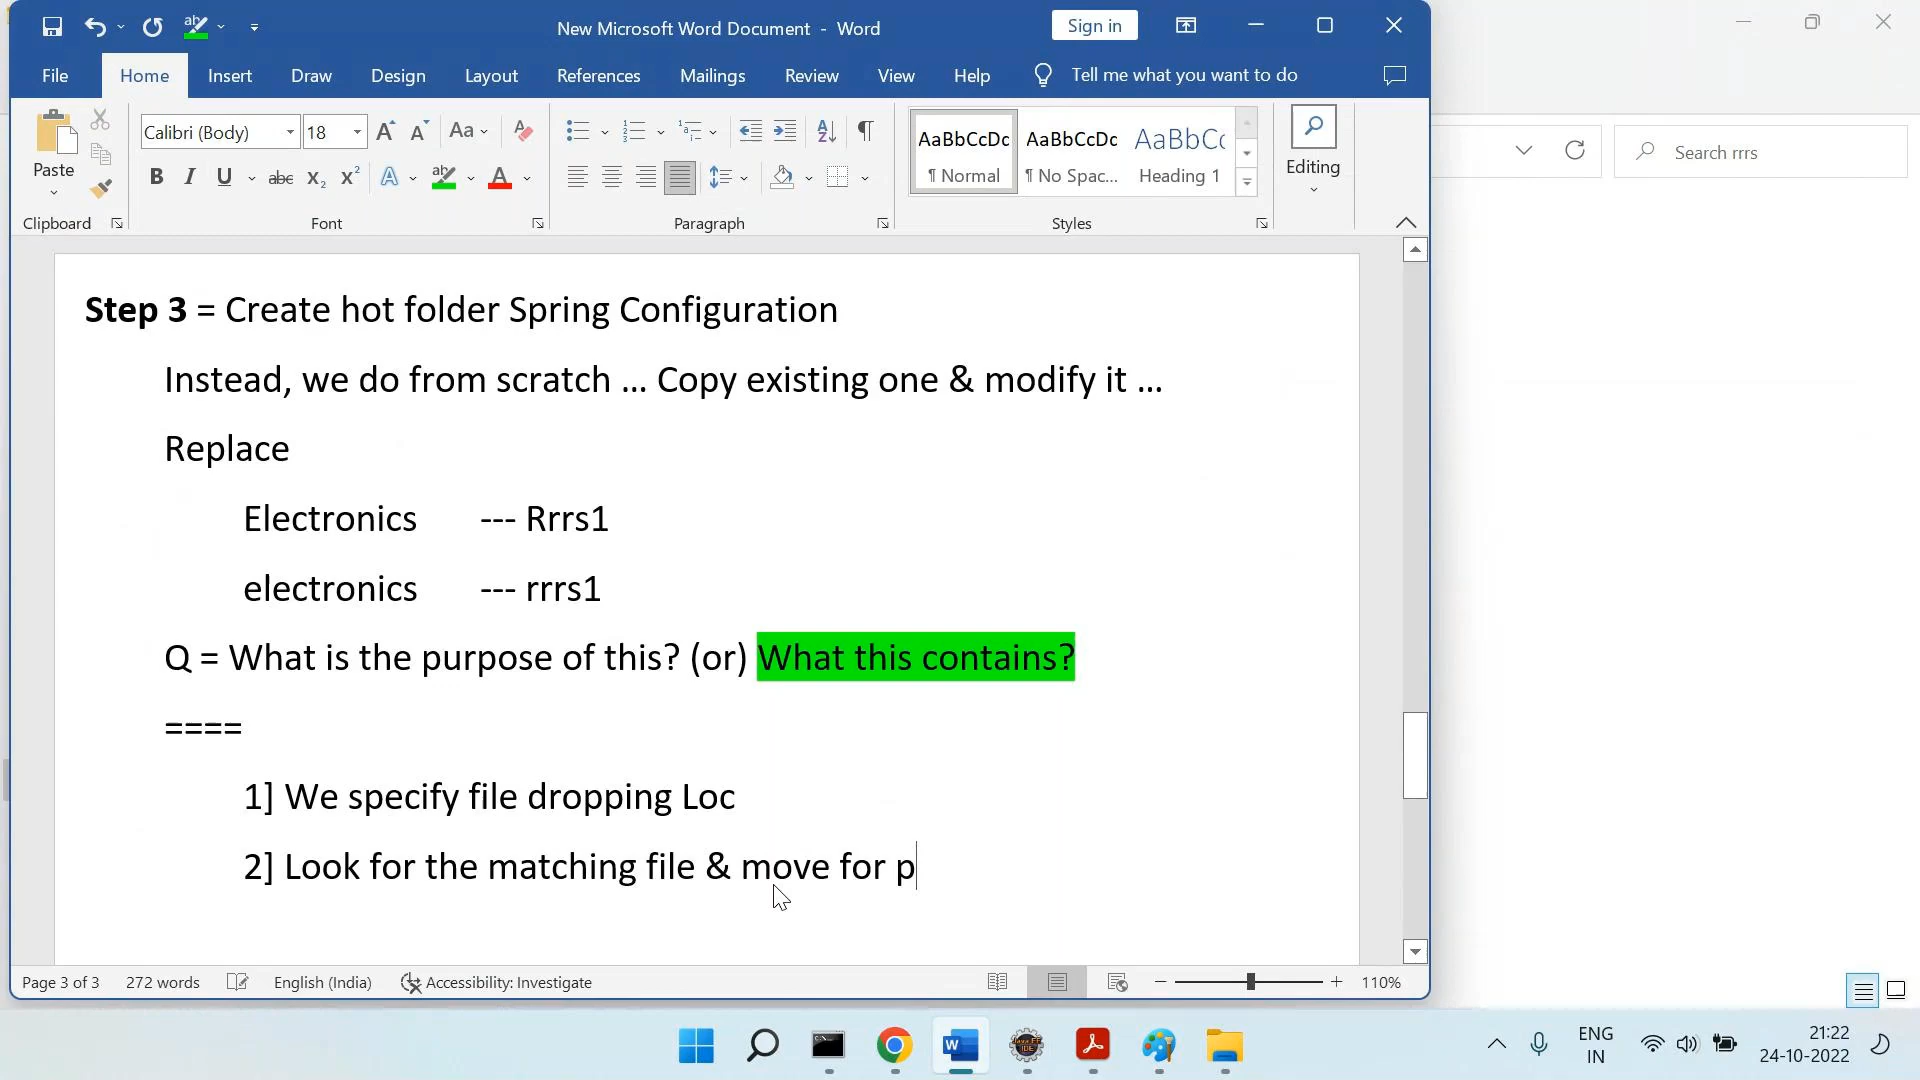 New Microsoft Word Document - Word
Sign in
File Home Insert Draw Design Layout References Mailings Review View Help Tell me what you want to do
Paste
Calibri (Body) 18
Aa
B I U abc x₂ x² A ab A
AaBbCcDc AaBbCcDc AaBbCc
¶ Normal ¶ No Spac... Heading 1
Editing
Clipboard Font Paragraph Styles
Search rrrs
Step 3 = Create hot folder Spring Configuration
Instead, we do from scratch ... Copy existing one & modify it ...
Replace
Electronics --- Rrrs1
electronics --- rrrs1
Q = What is the purpose of this? (or) What this contains?
====
1] We specify file dropping Loc
2] Look for the matching file & move for p
Page 3 of 3 272 words English (India) Accessibility: Investigate 110%
ENG
IN
21:22
24-10-2022